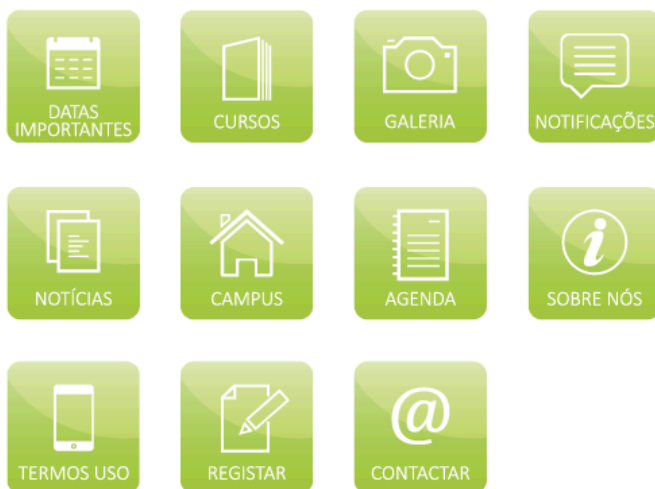 DATAS
IMPORTANTES
CURSOS
GALERIA
NOTIFICAÇÕES
NOTÍCIAS
CAMPUS
AGENDA
SOBRE NÓS
TERMOS USO
REGISTAR
@
CONTACTAR